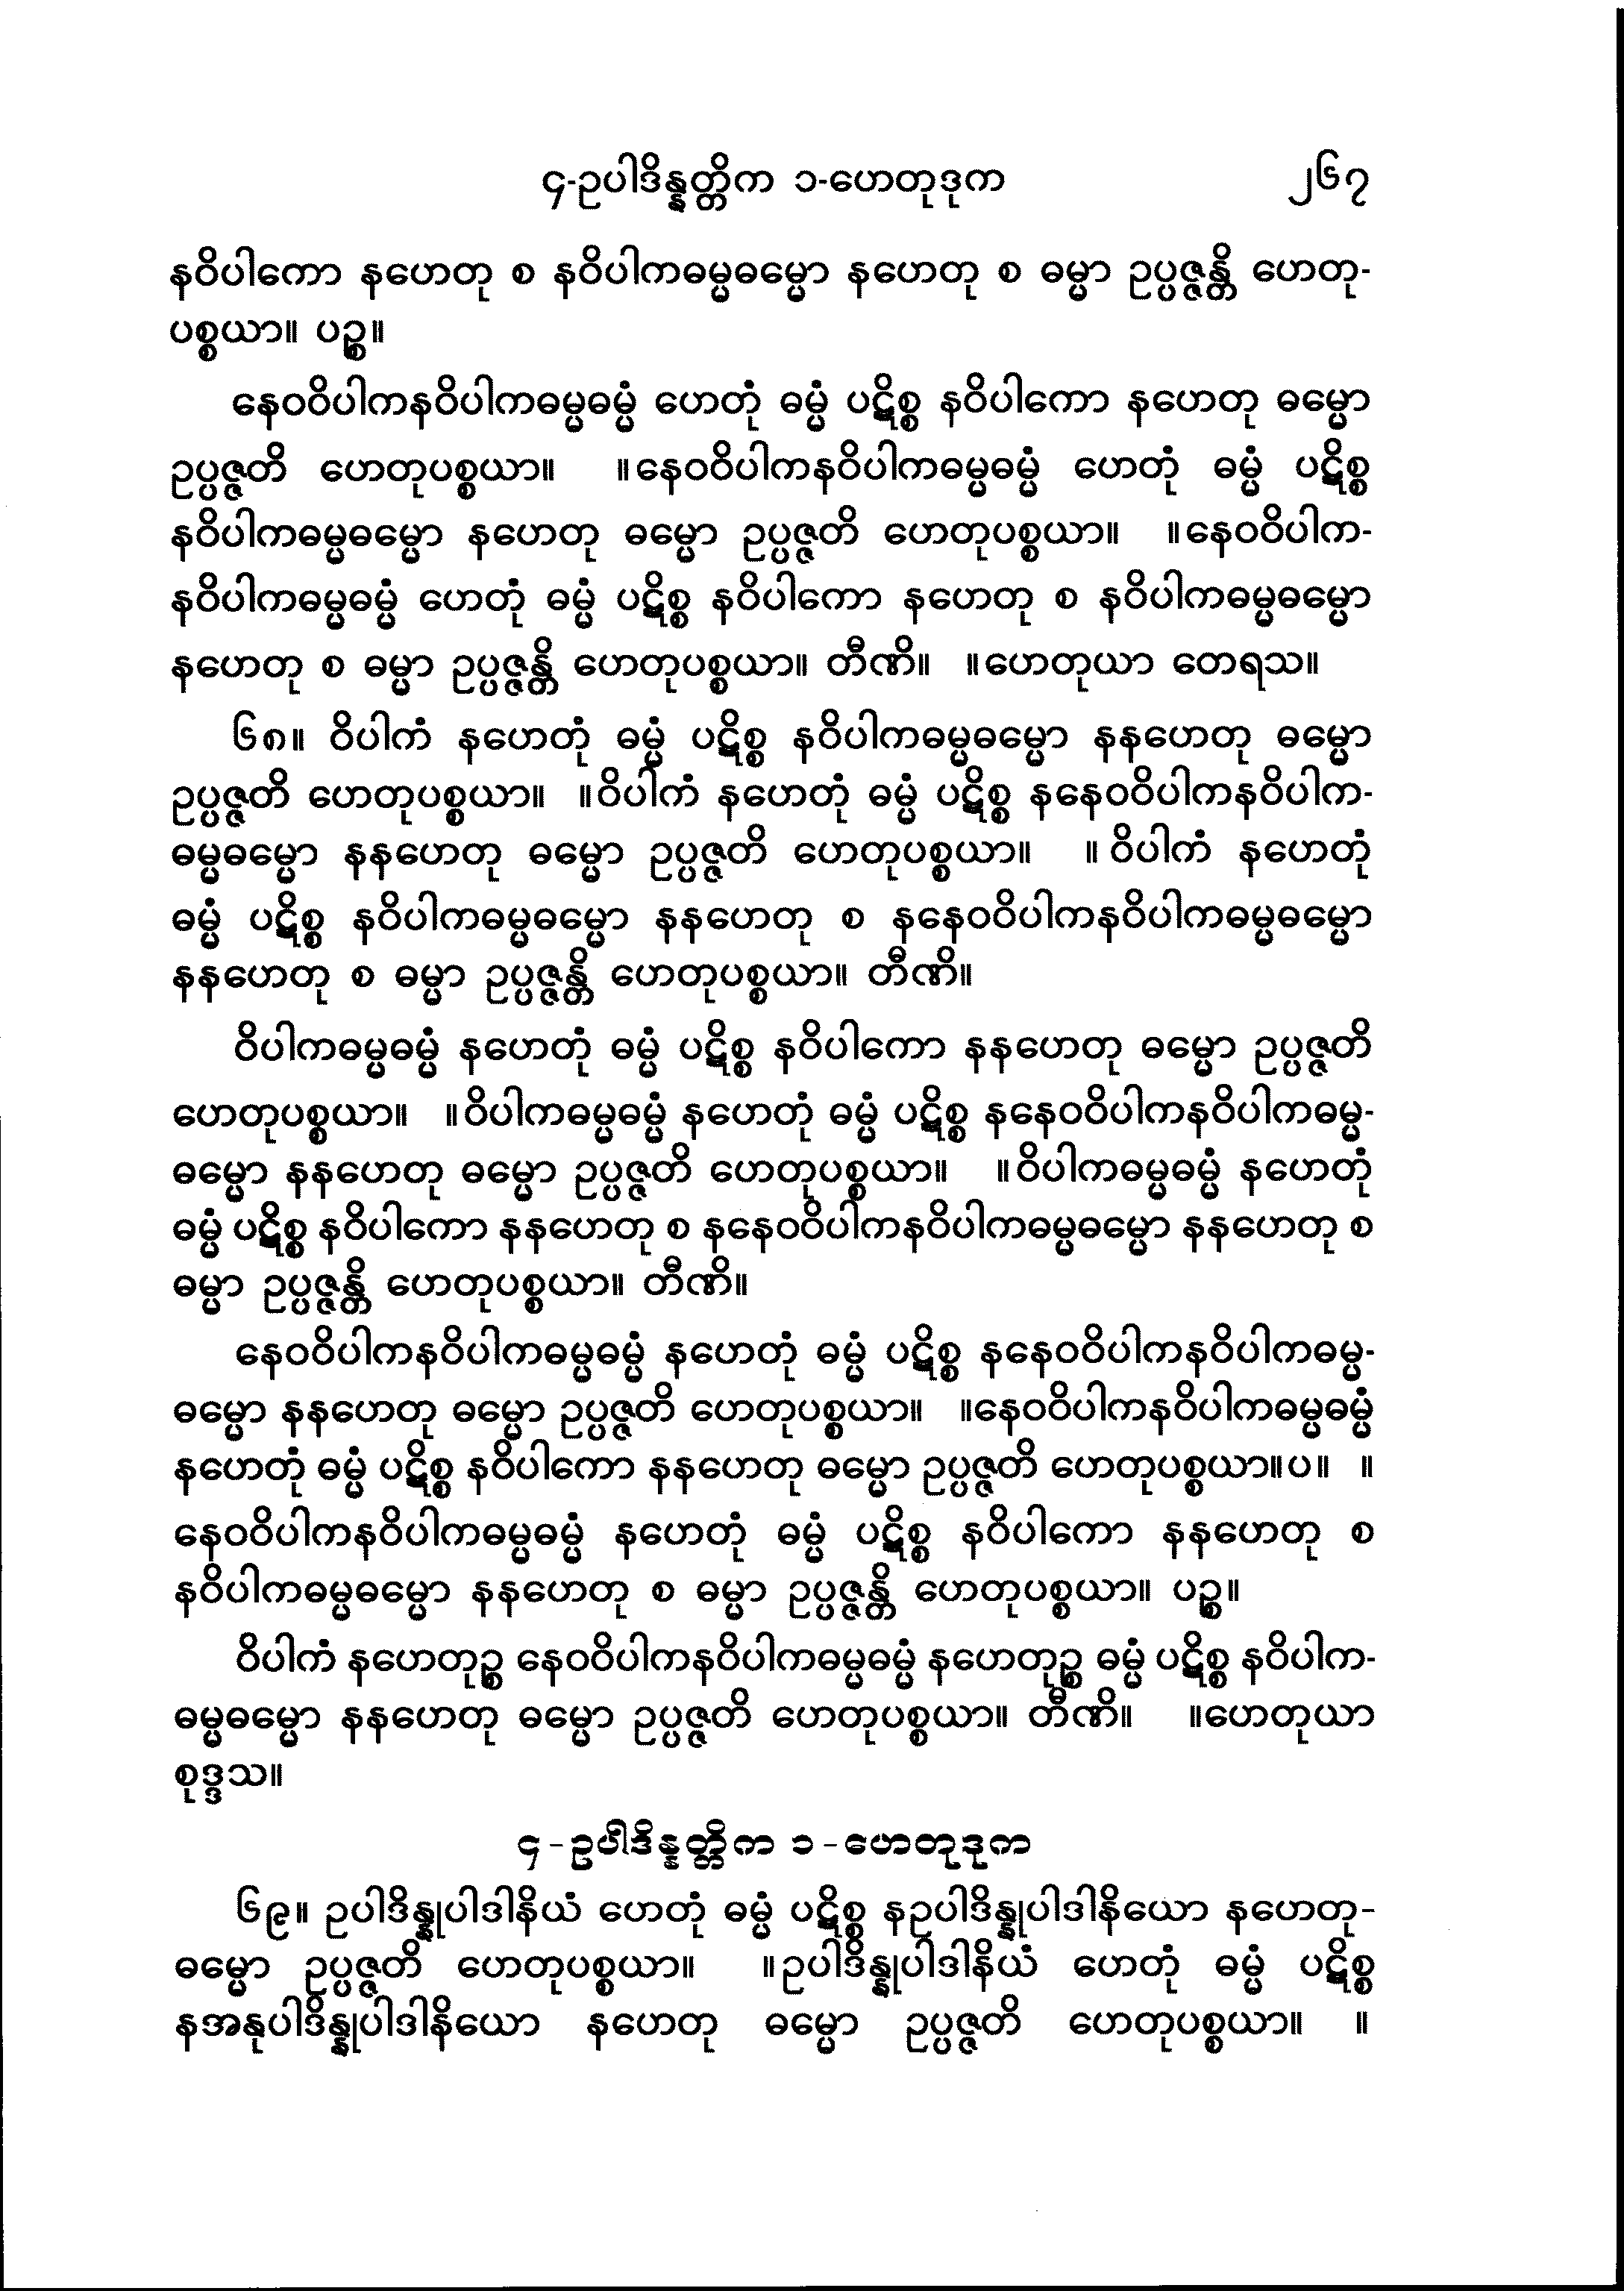 ၄-ဥပါဒိန္နတ္တိက ၁-ဟေတုဒုက ၂၆၇
နဝိပါကော နဟေတု စ နဝိပါကဓမ္မဓမ္မော နဟေတု စ ဓမ္မာ ဥပ္ပဇ္ဇန္တိ ဟေတု-
ပစ္စယာ။ ပဉ္စ။
နေဝဝိပါကနဝိပါကဓမ္မဓမ္မံ ဟေတုံ ဓမ္မံ ပဋိစ္စ နဝိပါကော နဟေတု ဓမ္မော
ဥပ္ပဇ္ဇတိ ဟေတုပစ္စယာ။ ။နေဝဝိပါကနဝိပါကဓမ္မဓမ္မံ ဟေတုံ ဓမ္မံ ပဋိစ္စ
နဝိပါကဓမ္မဓမ္မော နဟေတု ဓမ္မော ဥပ္ပဇ္ဇတိ ဟေတုပစ္စယာ။ ။နေဝဝိပါက-
နဝိပါကဓမ္မဓမ္မံ ဟေတုံ ဓမ္မံ ပဋိစ္စ နဝိပါကော နဟေတု စ နဝိပါကဓမ္မဓမ္မော
နဟေတု စ ဓမ္မာ ဥပ္ပဇ္ဇန္တိ ဟေတုပစ္စယာ။ တီဏိ။ ။ဟေတုယာ တေရသ။
၆၈။ ဝိပါကံ နဟေတုံ ဓမ္မံ ပဋိစ္စ နဝိပါကဓမ္မဓမ္မော နနဟေတု ဓမ္မော
ဥပ္ပဇ္ဇတိ ဟေတုပစ္စယာ။ ။ဝိပါကံ နဟေတုံ ဓမ္မံ ပဋိစ္စ နနေဝဝိပါကနဝိပါက-
ဓမ္မဓမ္မော နနဟေတု ဓမ္မော ဥပ္ပဇ္ဇတိ ဟေတုပစ္စယာ။ ။ ဝိပါကံ နဟေတုံ
ဓမ္မံ ပဋိစ္စ နဝိပါကဓမ္မဓမ္မော နနဟေတု စ နနေဝဝိပါကနဝိပါကဓမ္မဓမ္မော
နနဟေတု စ ဓမ္မာ ဥပ္ပဇ္ဇန္တိ ဟေတုပစ္စယာ။ တီဏိ။
ဝိပါကဓမ္မဓမ္မံ နဟေတုံ ဓမ္မံ ပဋိစ္စ နဝိပါကော နနဟေတု ဓမ္မော ဥပ္ပဇ္ဇတိ
ဟေတုပစ္စယာ။ ။ဝိပါကဓမ္မဓမ္မံ နဟေတုံ ဓမ္မံ ပဋိစ္စ နနေဝဝိပါကနဝိပါကဓမ္မ-
ဓမ္မော နနဟေတု ဓမ္မော ဥပ္ပဇ္ဇတိ ဟေတုပစ္စယာ။ ။ဝိပါကဓမ္မဓမ္မံ နဟေတုံ
ဓမ္မံ ပဋိစ္စ နဝိပါကော နနဟေတု စ နနေဝဝိပါကနဝိပါကဓမ္မဓမ္မော နနဟေတု စ
ဓမ္မာ ဥပ္ပဇ္ဇန္တိ ဟေတုပစ္စယာ။ တီဏိ။
နေဝဝိပါကနဝိပါကဓမ္မဓမ္မံ နဟေတုံ ဓမ္မံ ပဋိစ္စ နနေဝဝိပါကနဝိပါကဓမ္မ-
ဓမ္မော နနဟေတု ဓမ္မော ဥပ္ပဇ္ဇတိ ဟေတုပစ္စယာ။ ။နေဝဝိပါကနဝိပါကဓမ္မဓမ္မံ
နဟေတုံ ဓမ္မံ ပဋိစ္စ နဝိပါကော နနဟေတု ဓမ္မော ဥပ္ပဇ္ဇတိ ဟေတုပစ္စယာ။ပ။ ။
နေဝဝိပါကနဝိပါကဓမ္မဓမ္မံ နဟေတုံ ဓမ္မံ ပဋိစ္စ နဝိပါကော နနဟေတု စ
နဝိပါကဓမ္မဓမ္မော နနဟေတု စ ဓမ္မာ ဥပ္ပဇ္ဇန္တိ ဟေတုပစ္စယာ။ ပဉ္စ။
ဝိပါကံ နဟေတုဉ္စ နေဝဝိပါကနဝိပါကဓမ္မဓမ္မံ နဟေတုဉ္စ ဓမ္မံ ပဋိစ္စ နဝိပါက-
ဓမ္မဓမ္မော နနဟေတု ဓမ္မော ဥပ္ပဇ္ဇတိ ဟေတုပစ္စယာ။ တီဏိ။ ။ဟေတုယာ
စုဒ္ဒသ။
၄-ဥပါဒိန္နတ္တိက ၁-ဟေတုဒုက
၆၉။ ဥပါဒိန္နုပါဒါနိယံ ဟေတုံ ဓမ္မံ ပဋိစ္စ နဥပါဒိန္နုပါဒါနိယော နဟေတု-
ဓမ္မော ဥပ္ပဇ္ဇတိ ဟေတုပစ္စယာ။ ။ဥပါဒိန္နုပါဒါနိယံ ဟေတုံ ဓမ္မံ ပဋိစ္စ
နအနုပါဒိန္နုပါဒါနိယော နဟေတု ဓမ္မော ဥပ္ပဇ္ဇတိ ဟေတုပစ္စယာ။ ။